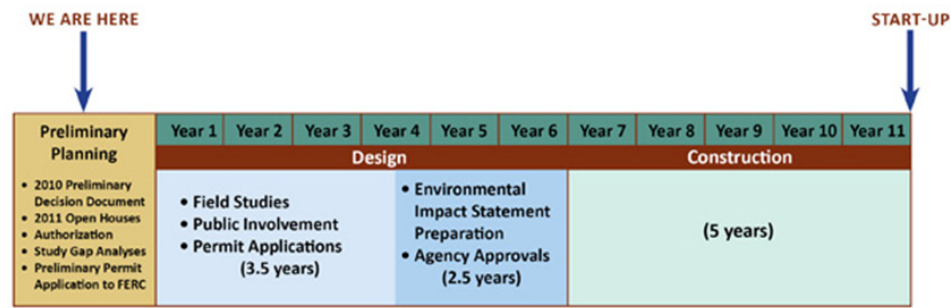 WE ARE HERE
START-UP
Preliminary
Planning
• 2010 Preliminary
Decision Document
• 2011 Open Houses
• Authorization
• Study Gap Analyses
• Preliminary Permit
Application to FERC
Year 1 Year 2 Year 3 Year 4 Year 5 Year 6 Year 7 Year 8 Year 9 Year 10 Year 11
Design
Construction
• Field Studies
• Public Involvement
• Permit Applications
(3.5 years)
• Environmental
Impact Statement
Preparation
• Agency Approvals
(2.5 years)
(5 years)